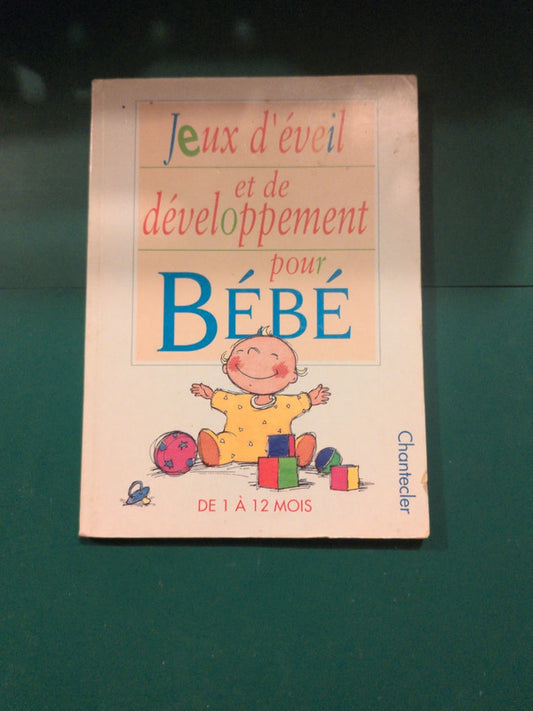 Jeux d'éveil
et de
développement
pour
BÉBÉ
DE 1 À 12 MOIS
Chantecler